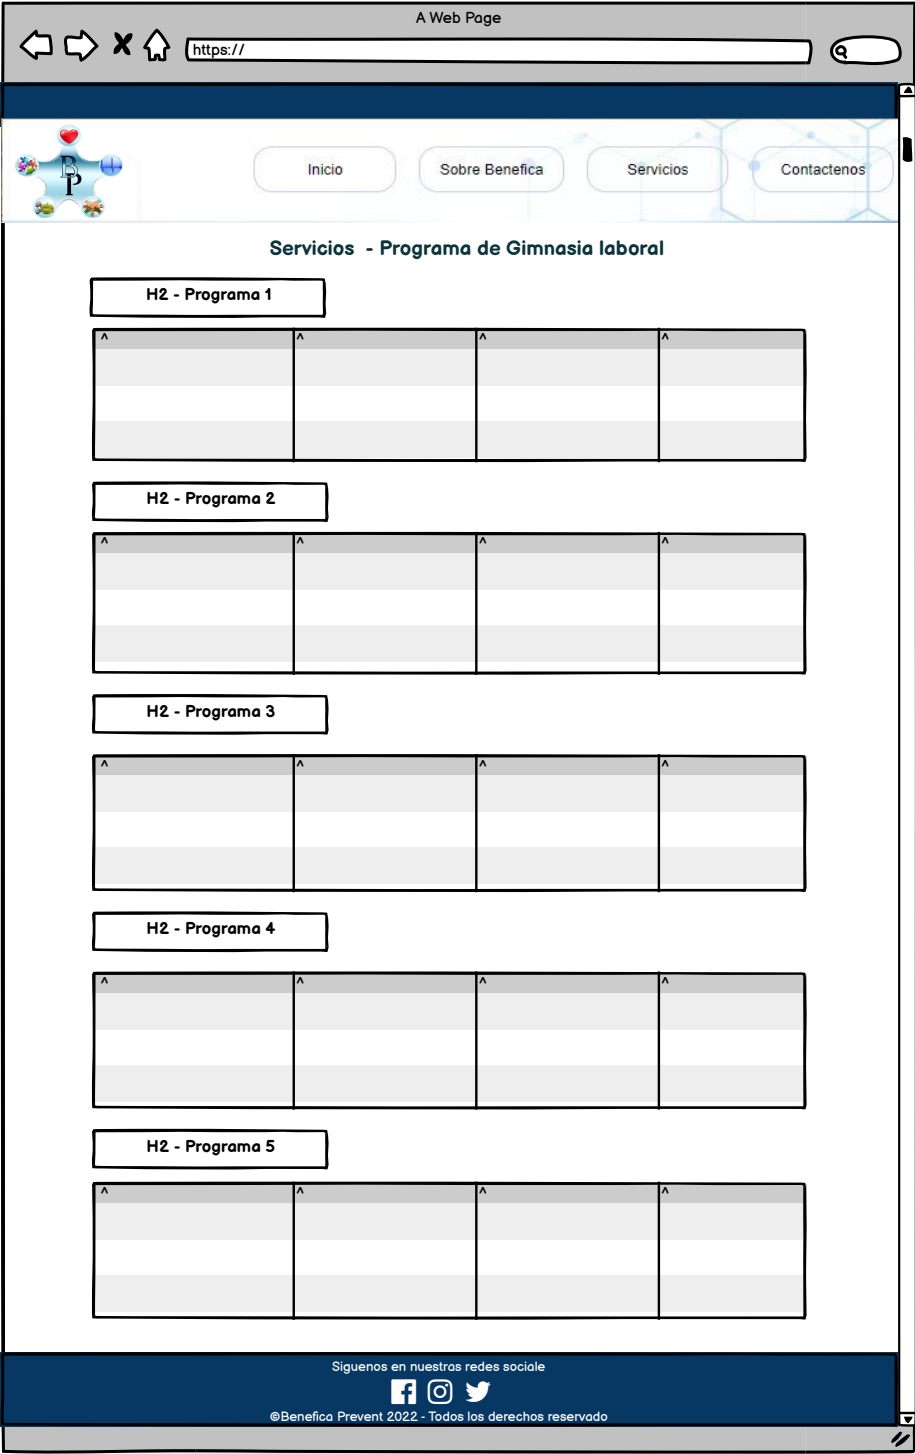 A Web Page
https://
BP
Inicio
Sobre Benefica
Servicios
Contactenos
Servicios - Programa de Gimnasia laboral
H2 - Programa 1
^ ^ ^ ^
H2 - Programa 2
^ ^ ^ ^
H2 - Programa 3
^ ^ ^ ^
H2 - Programa 4
^ ^ ^ ^
H2 - Programa 5
^ ^ ^ ^
Siguenos en nuestras redes sociale
©Benefica Prevent 2022 - Todos los derechos reservado